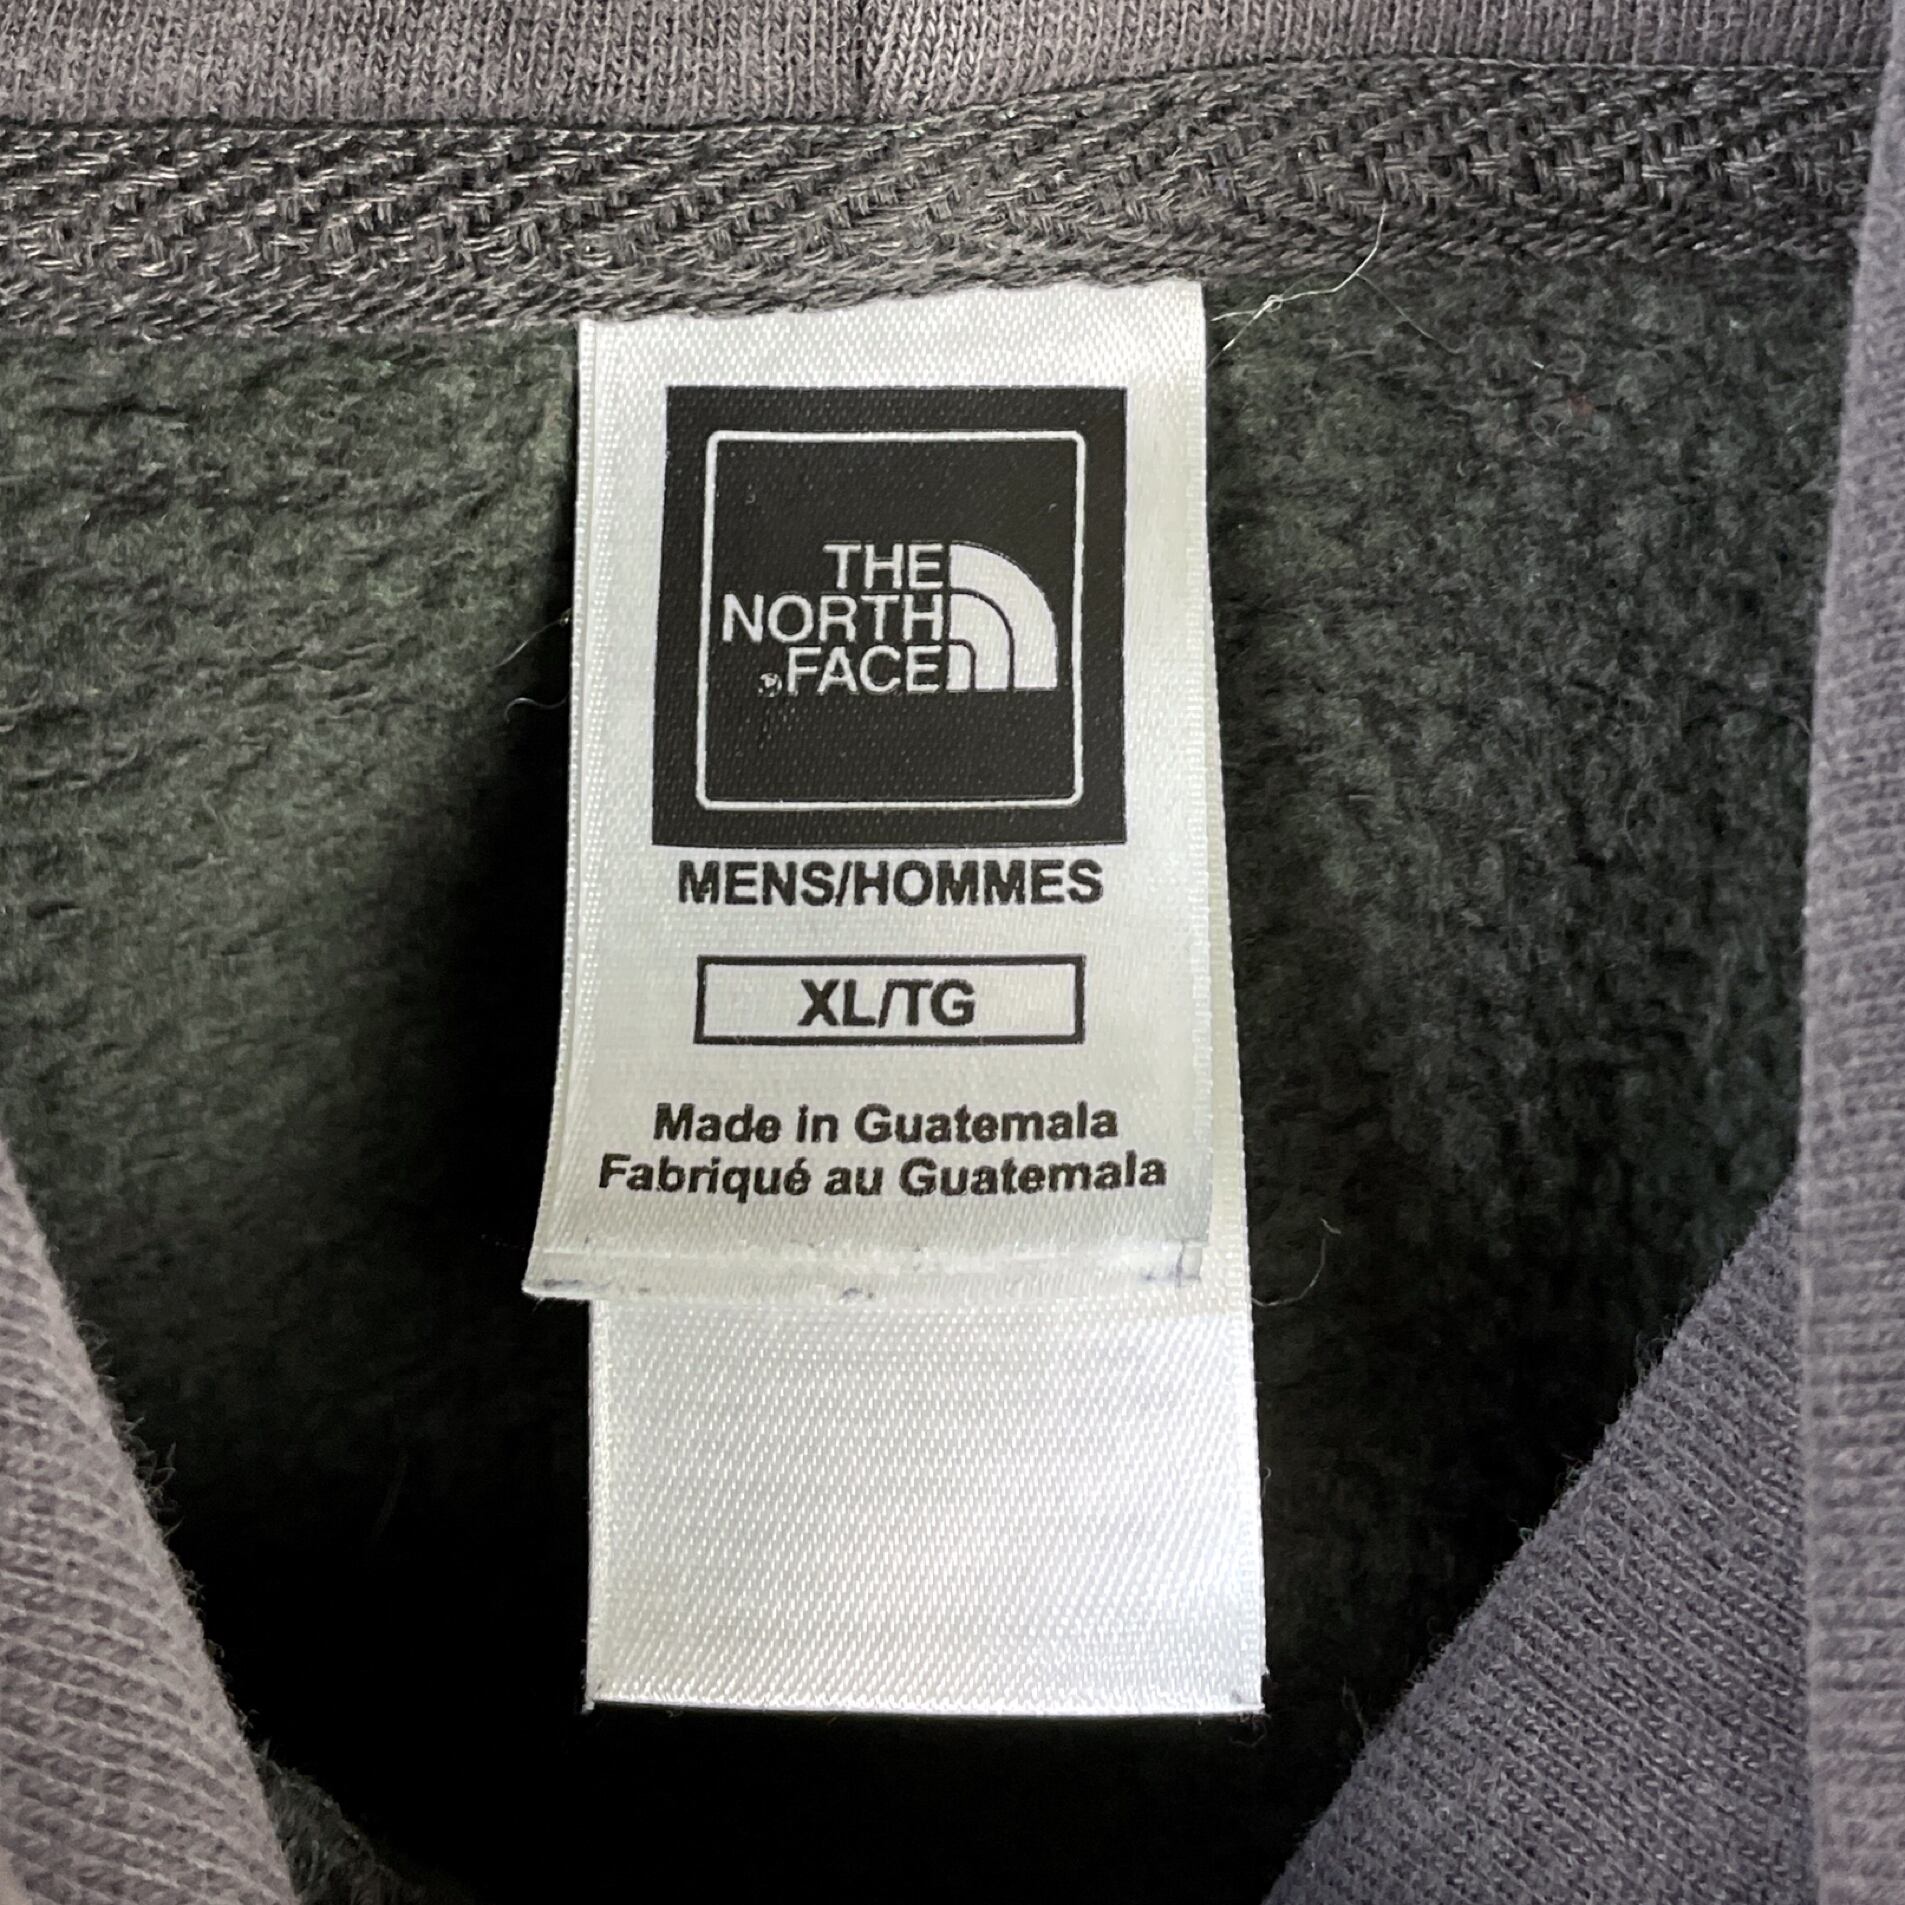 THE
NORTH
FACE
®
MENS/HOMMES
XL/TG
Made in Guatemala
Fabriqué au Guatemala